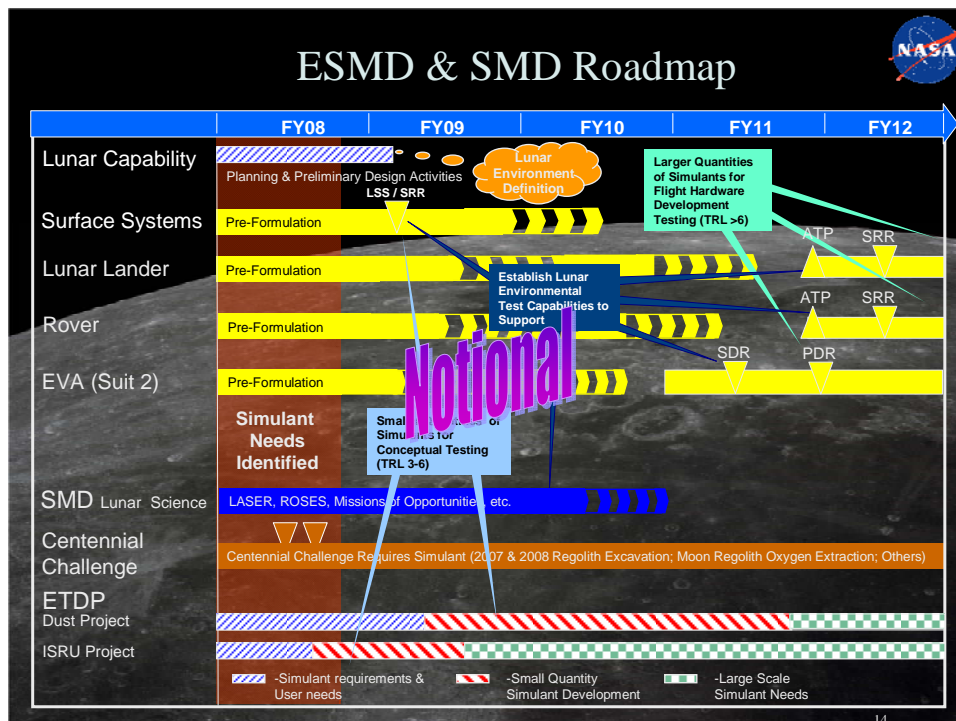 ESMD & SMD Roadmap
NASA
FY08
FY09
FY10
FY11
FY12
Lunar Capability
Planning & Preliminary Design Activities
LSS / SRR
Lunar
Environment
Definition
Larger Quantities
of Simulants for
Flight Hardware
Development
Testing (TRL >6)
Surface Systems
Pre-Formulation
ATP
SRR
Lunar Lander
Pre-Formulation
Establish Lunar
Environmental
Test Capabilities to
Support
ATP
SRR
Rover
Pre-Formulation
Notional
SDR
PDR
EVA (Suit 2)
Pre-Formulation
Simulant
Needs
Identified
Small of
Simulants for
Conceptual Testing
(TRL 3-6)
SMD Lunar Science
LASER, ROSES, Missions of Opportunities, etc.
Centennial
Challenge
Centennial Challenge Requires Simulant (2007 & 2008 Regolith Excavation; Moon Regolith Oxygen Extraction; Others)
ETDP
Dust Project
ISRU Project
-Simulant requirements &
User needs
-Small Quantity
Simulant Development
-Large Scale
Simulant Needs
14